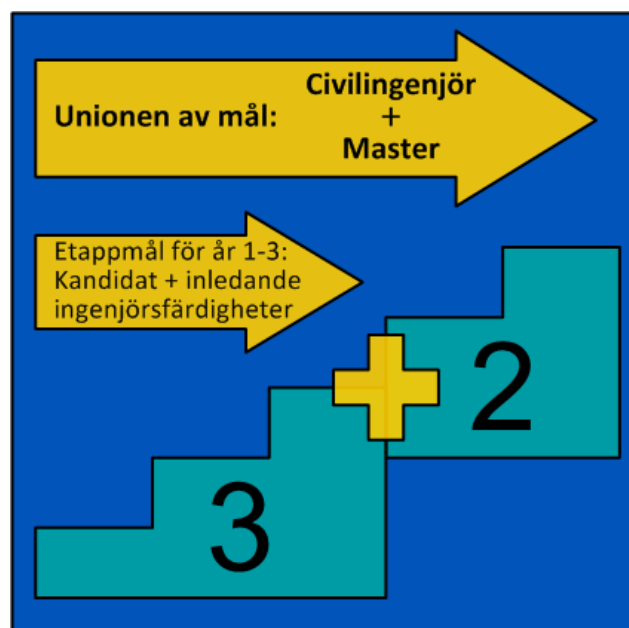 Unionen av mål:
Civilingenjör
+
Master
Etappmål för år 1-3:
Kandidat + inledande
ingenjörsfärdigheter
2
3